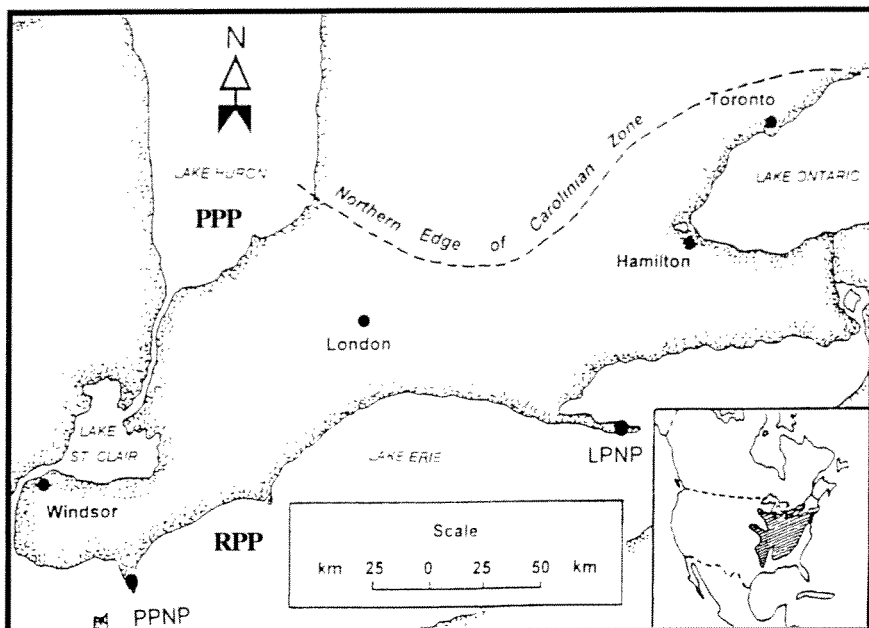 N
Toronto
LAKE HURON
LAKE ONTARIO
PPP
Northern Edge of Carolinian Zone
Hamilton
London
LAKE
ST. CLAIR
LAKE ERIE
LPNP
Windsor
RPP
Scale
km 25 0 25 50 km
PPNP